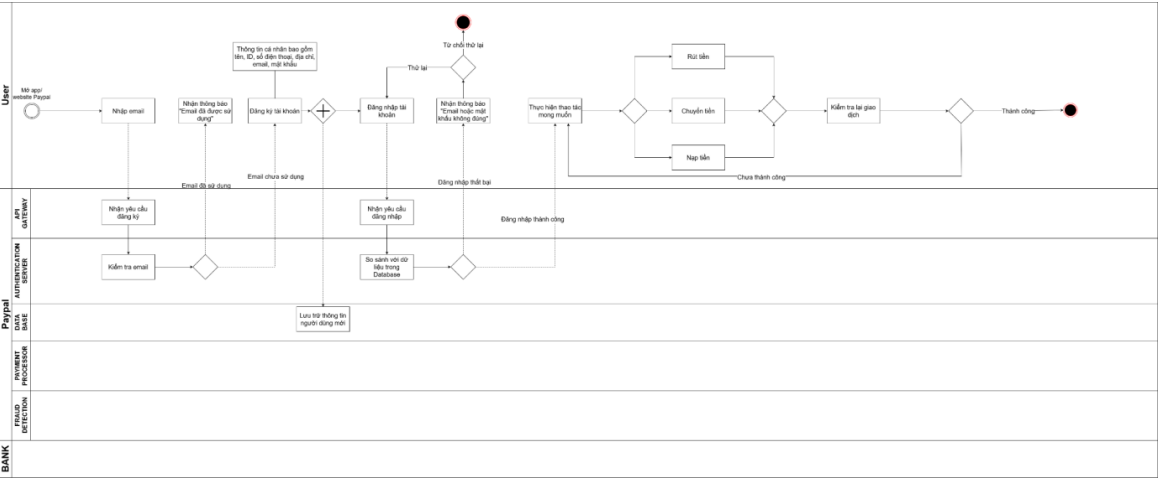 User
Mở app/
website Paypal
Nhập email
Nhận thông báo
"Email đã được sử
dụng"
Thông tin cá nhân bao gồm
tên, ID, số điện thoại, địa chỉ,
email, mật khẩu
Đăng ký tài khoản
Đăng nhập tài
khoản
Từ chối thử lại
Thử lại
Nhận thông báo
"Email hoặc mật
khẩu không đúng"
Thực hiện thao tác
mong muốn
Rút tiền
Chuyển tiền
Nạp tiền
Kiểm tra lại giao
dịch
Thành công
Chưa thành công
Email đã sử dụng
Email chưa sử dụng
Đăng nhập thất bại
Đăng nhập thành công
Paypal
API
GATEWAY
Nhận yêu cầu
đăng ký
Nhận yêu cầu
đăng nhập
AUTHENTICATION
SERVER
Kiểm tra email
So sánh với dữ
liệu trong
Database
DATA
BASE
Lưu trữ thông tin
người dùng mới
PAYMENT
PROCESSOR
FRAUD
DETECTION
BANK